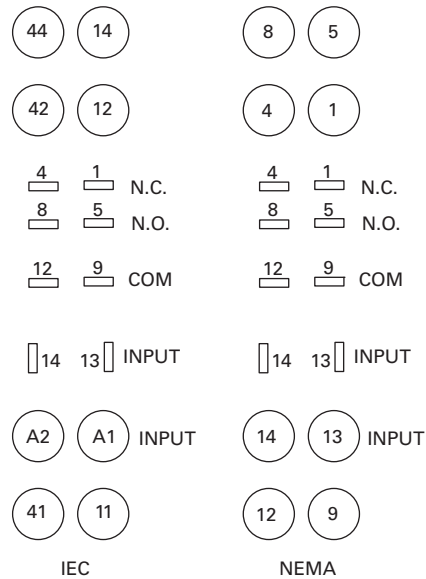 44 14 8 5
42 12 4 1
4 1 N.C. 4 1 N.C.
8 5 N.O. 8 5 N.O.
12 9 COM 12 9 COM
14 13 INPUT 14 13 INPUT
A2 A1 INPUT 14 13 INPUT
41 11 12 9
IEC NEMA